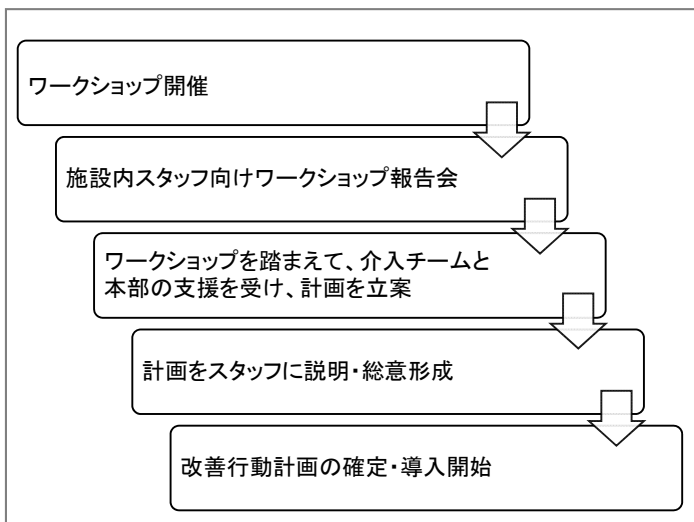 ワークショップ開催
施設内スタッフ向けワークショップ報告会
ワークショップを踏まえて、介入チームと
本部の支援を受け、計画を立案
計画をスタッフに説明・総意形成
改善行動計画の確定・導入開始